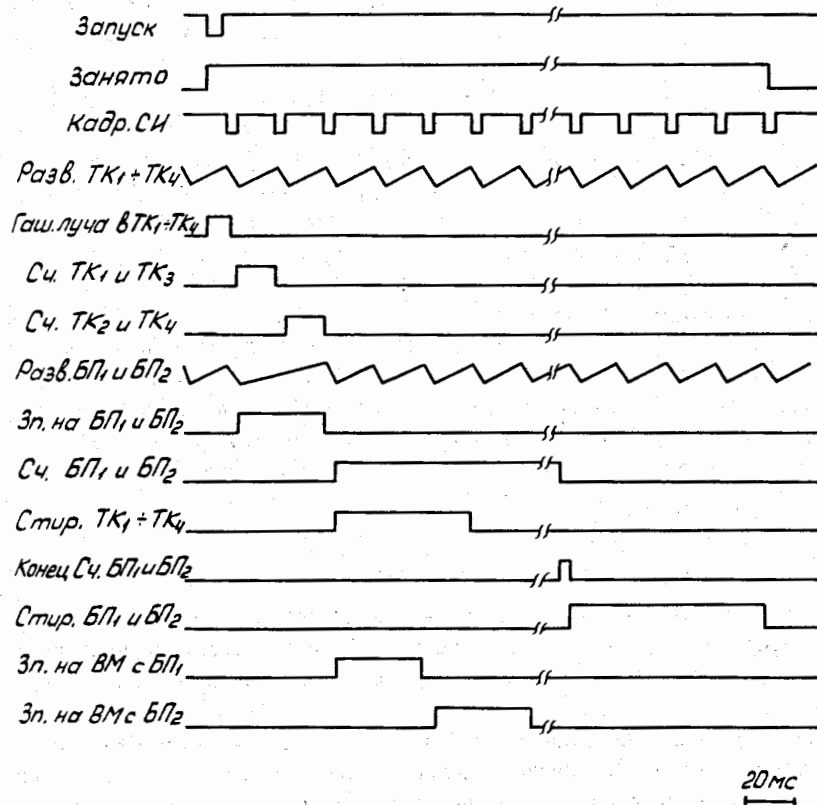 Запуск
Занято
Кадр. СИ
Разв. ТК₁÷ТК₄
Гаш. луча в ТК₁÷ТК₄
Сч. ТК₁ и ТК₃
Сч. ТК₂ и ТК₄
Разв. БП₁ и БП₂
Зп. на БП₁ и БП₂
Сч. БП₁ и БП₂
Стир. ТК₁ ÷ ТК₄
Конец Сч. БП₁ и БП₂
Стир. БП₁ и БП₂
Зп. на ВМ с БП₁
Зп. на ВМ с БП₂
20 мс